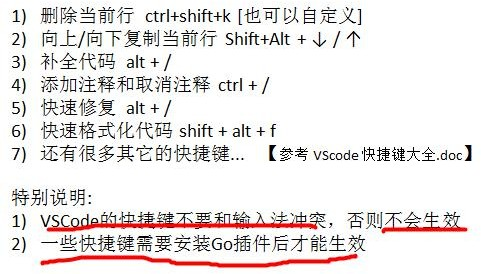 1) 删除当前行 ctrl+shift+k [也可以自定义]
2) 向上/向下复制当前行 Shift+Alt + ↓ / ↑
3) 补全代码 alt + /
4) 添加注释和取消注释 ctrl + /
5) 快速修复 alt + /
6) 快速格式化代码 shift + alt + f
7) 还有很多其它的快捷键... 【参考 VScode 快捷键大全.doc】
特别说明:
1) VSCode的快捷键不要和输入法冲突，否则不会生效
2) 一些快捷键需要安装Go插件后才能生效